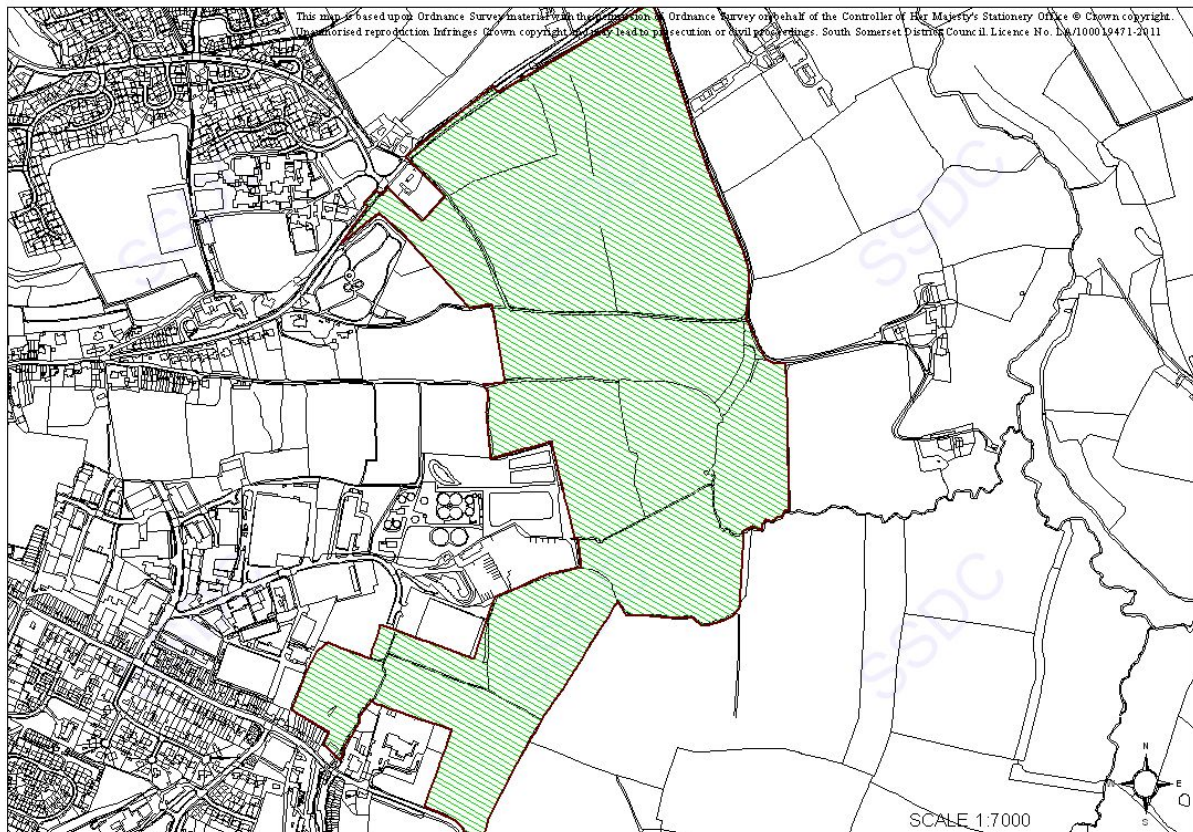 This map is based upon Ordnance Survey material with the permission of Ordnance Survey on behalf of the Controller of Her Majesty's Stationery Office © Crown copyright.
Unauthorised reproduction Infringes Crown copyright and may lead to prosecution or civil proceedings. South Somerset District Council. Licence No. LA/100019471-2011
SSDC
SSDC
SSDC
N
W E
S
SCALE 1:7000